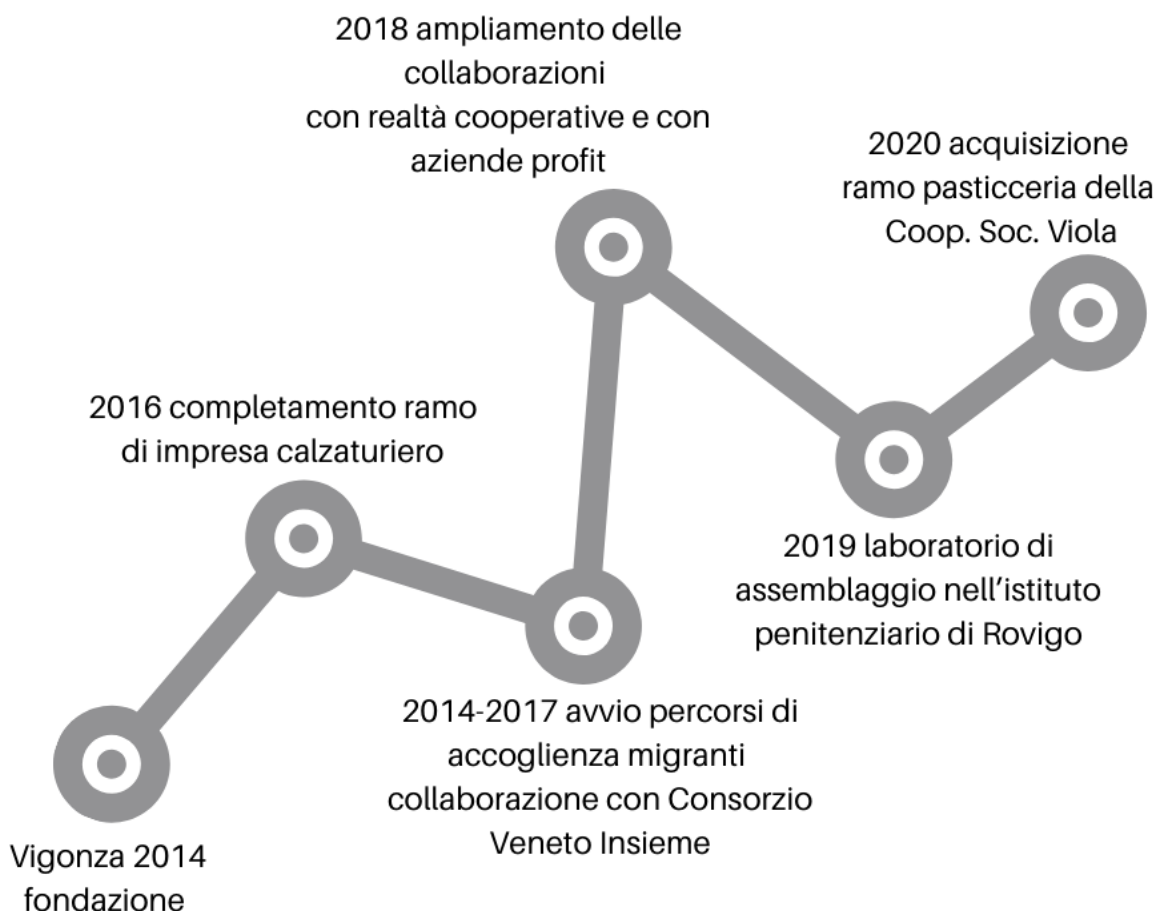 2018 ampliamento delle
collaborazioni
con realtà cooperative e con
aziende profit
2020 acquisizione
ramo pasticceria della
Coop. Soc. Viola
2016 completamento ramo
di impresa calzaturiero
2019 laboratorio di
assemblaggio nell’istituto
penitenziario di Rovigo
2014-2017 avvio percorsi di
accoglienza migranti
collaborazione con Consorzio
Veneto Insieme
Vigonza 2014
fondazione